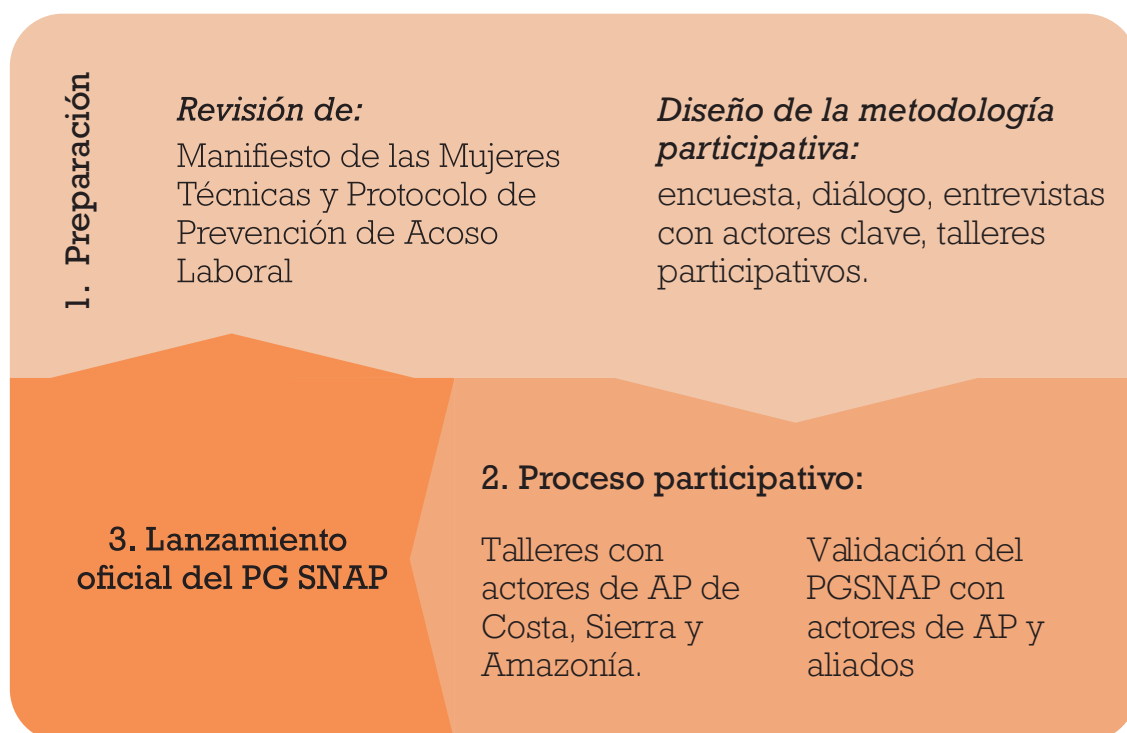 1. Preparación
Revisión de:
Manifiesto de las Mujeres
Técnicas y Protocolo de
Prevención de Acoso
Laboral
Diseño de la metodología
participativa:
encuesta, diálogo, entrevistas
con actores clave, talleres
participativos.
2. Proceso participativo:
Talleres con
actores de AP de
Costa, Sierra y
Amazonía.
Validación del
PGSNAP con
actores de AP y
aliados
3. Lanzamiento
oficial del PG SNAP